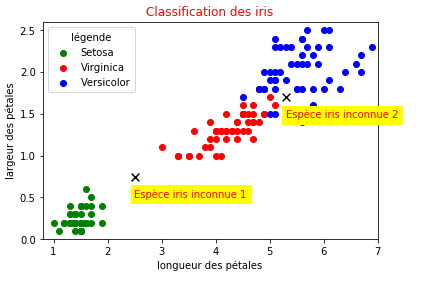 Classification des iris
légende
Setosa
Virginica
Versicolor
Espèce iris inconnue 2
Espèce iris inconnue 1
largeur des pétales
2.5
2.0
1.5
1.0
0.5
0.0
1 2 3 4 5 6 7
longueur des pétales